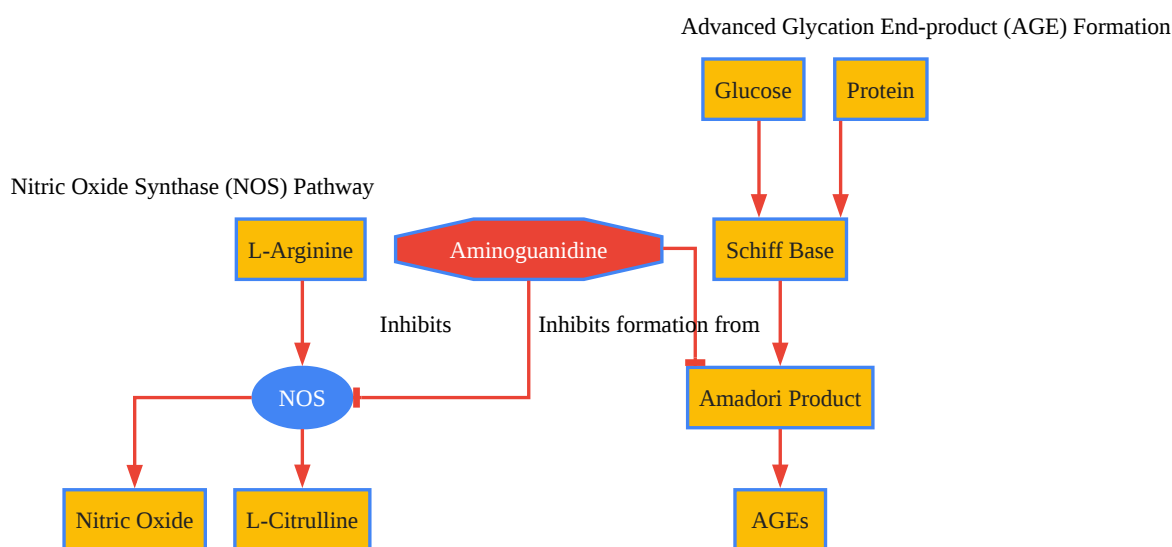 Advanced Glycation End-product (AGE) Formation
Glucose
Protein
Nitric Oxide Synthase (NOS) Pathway
L-Arginine
Aminoguanidine
Schiff Base
Inhibits
Inhibits formation from
NOS
Amadori Product
Nitric Oxide
L-Citrulline
AGEs